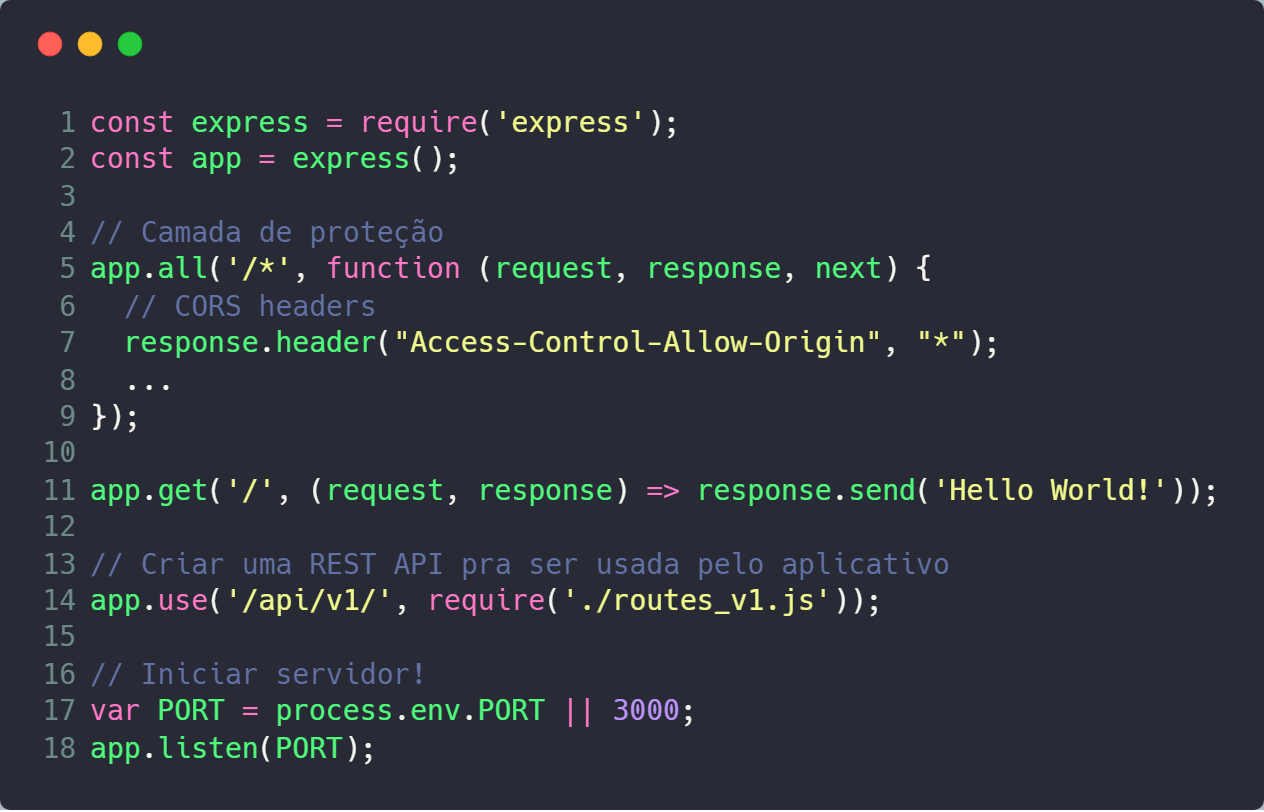 1 const express = require('express');
2 const app = express();
3
4 // Camada de proteção
5 app.all('/*', function (request, response, next) {
6   // CORS headers
7   response.header("Access-Control-Allow-Origin", "*");
8   ...
9 });
10
11 app.get('/', (request, response) => response.send('Hello World!'));
12
13 // Criar uma REST API pra ser usada pelo aplicativo
14 app.use('/api/v1/', require('./routes_v1.js'));
15
16 // Iniciar servidor!
17 var PORT = process.env.PORT || 3000;
18 app.listen(PORT);